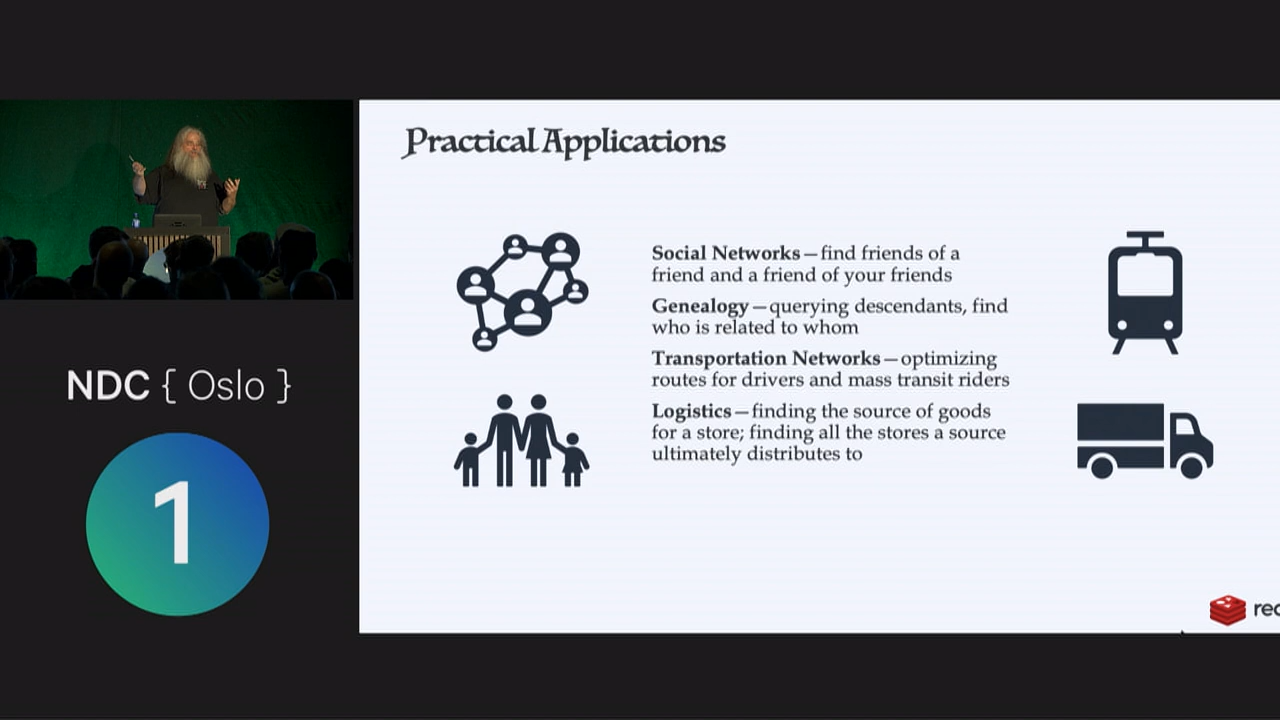 Practical Applications
Social Networks – find friends of a
friend and a friend of your friends
Genealogy – querying descendants, find
who is related to whom
Transportation Networks – optimizing
routes for drivers and mass transit riders
Logistics – finding the source of goods
for a store; finding all the stores a source
ultimately distributes to
NDC { Oslo }
1